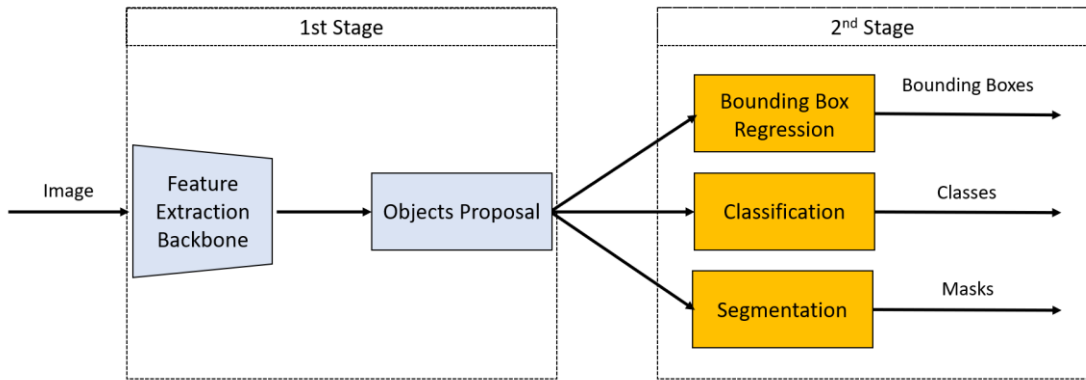 1st Stage
2nd Stage
Image
Feature
Extraction
Backbone
Objects Proposal
Bounding Box
Regression
Bounding Boxes
Classification
Classes
Segmentation
Masks